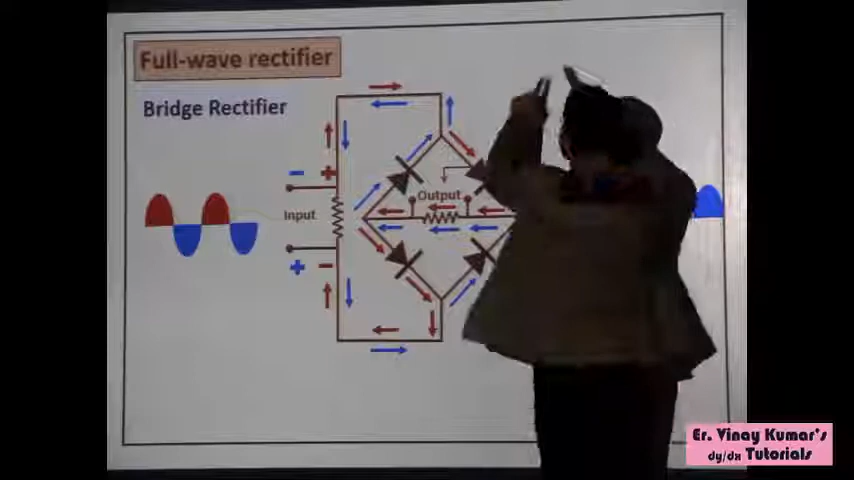 Full-wave rectifier
Bridge Rectifier
Output
Input
Er. Vinay Kumar's
dy/dx Tutorials